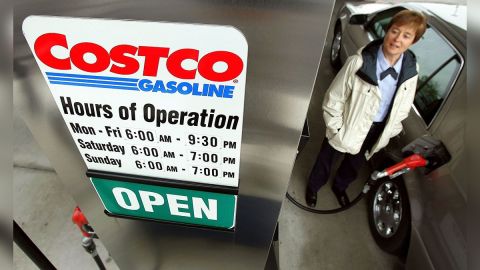 COSTCO
GASOLINE
Hours of Operation
Mon - Fri 6:00 AM - 9:30 PM
Saturday 6:00 AM - 7:00 PM
Sunday 6:00 AM - 7:00 PM
OPEN